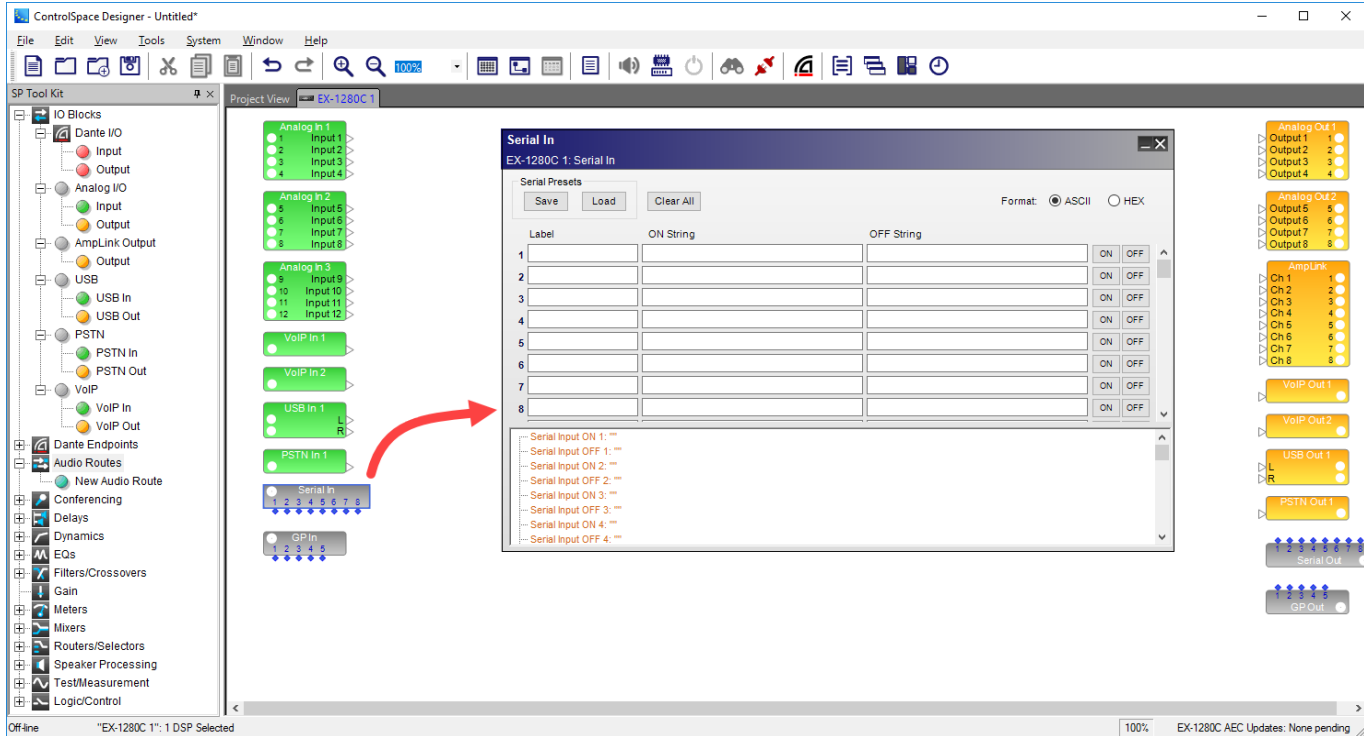 ControlSpace Designer - Untitled*
File Edit View Tools System Window Help
100%
SP Tool Kit
Project View EX-1280C 1
IO Blocks
Dante I/O
Input
Output
Analog I/O
Input
Output
AmpLink Output
Output
USB
USB In
USB Out
PSTN
PSTN In
PSTN Out
VoIP
VoIP In
VoIP Out
Dante Endpoints
Audio Routes
New Audio Route
Conferencing
Delays
Dynamics
EQs
Filters/Crossovers
Gain
Meters
Mixers
Routers/Selectors
Speaker Processing
Test/Measurement
Logic/Control
Analog In 1
1 Input 1
2 Input 2
3 Input 3
4 Input 4
Analog In 2
5 Input 5
6 Input 6
7 Input 7
8 Input 8
Analog In 3
9 Input 9
10 Input 10
11 Input 11
12 Input 12
VoIP In 1
VoIP In 2
USB In 1
L
R
PSTN In 1
Serial In
1 2 3 4 5 6 7 8
GP In
1 2 3 4 5
Serial In
EX-1280C 1: Serial In
Serial Presets
Save Load Clear All Format: ASCII HEX
Label ON String OFF String
1 ON OFF
2 ON OFF
3 ON OFF
4 ON OFF
5 ON OFF
6 ON OFF
7 ON OFF
8 ON OFF
Serial Input ON 1: ""
Serial Input OFF 1: ""
Serial Input ON 2: ""
Serial Input OFF 2: ""
Serial Input ON 3: ""
Serial Input OFF 3: ""
Serial Input ON 4: ""
Serial Input OFF 4: ""
Analog Out 1
Output 1 1
Output 2 2
Output 3 3
Output 4 4
Analog Out 2
Output 5 5
Output 6 6
Output 7 7
Output 8 8
AmpLink
Ch 1 1
Ch 2 2
Ch 3 3
Ch 4 4
Ch 5 5
Ch 6 6
Ch 7 7
Ch 8 8
VoIP Out 1
VoIP Out 2
USB Out 1
L
R
PSTN Out 1
1 2 3 4 5 6 7 8
Serial Out
1 2 3 4 5
GP Out
Off-line "EX-1280C 1": 1 DSP Selected 100% EX-1280C AEC Updates: None pending